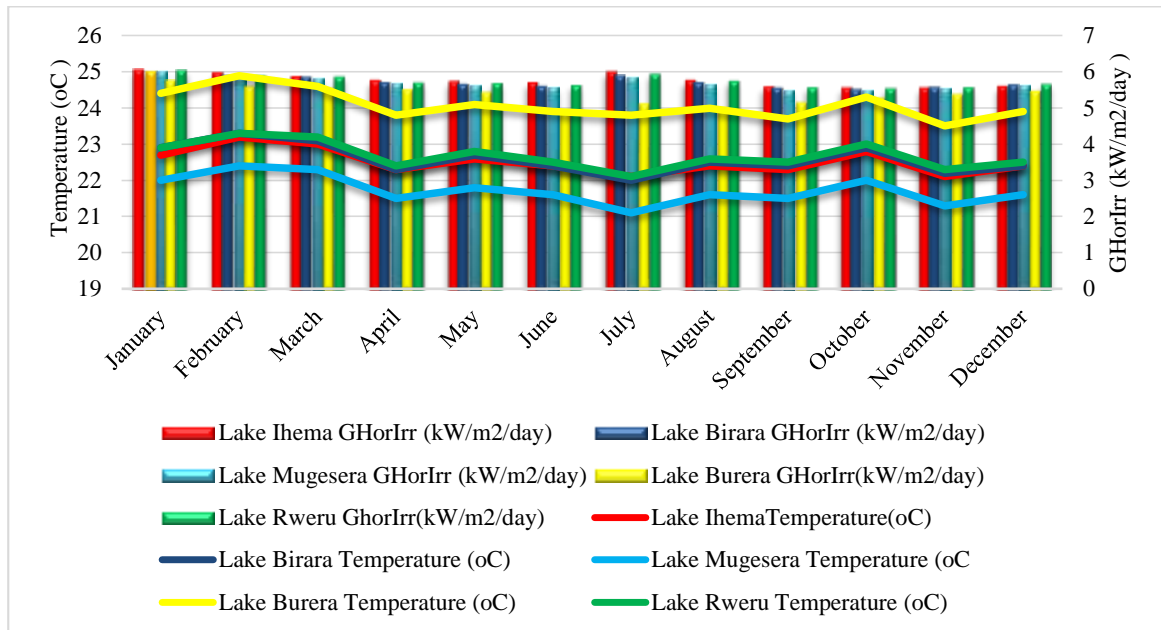 26
25
24
23
22
21
20
19
Temperature (oC)
7
6
5
4
3
2
1
0
GHorIrr (kW/m2/day )
January
February
March
April
May
June
July
August
September
October
November
December
Lake Ihema GHorIrr (kW/m2/day)
Lake Birara GHorIrr (kW/m2/day)
Lake Mugesera GHorIrr (kW/m2/day)
Lake Burera GHorIrr(kW/m2/day)
Lake Rweru GhorIrr(kW/m2/day)
Lake IhemaTemperature(oC)
Lake Birara Temperature (oC)
Lake Mugesera Temperature (oC
Lake Burera Temperature (oC)
Lake Rweru Temperature (oC)